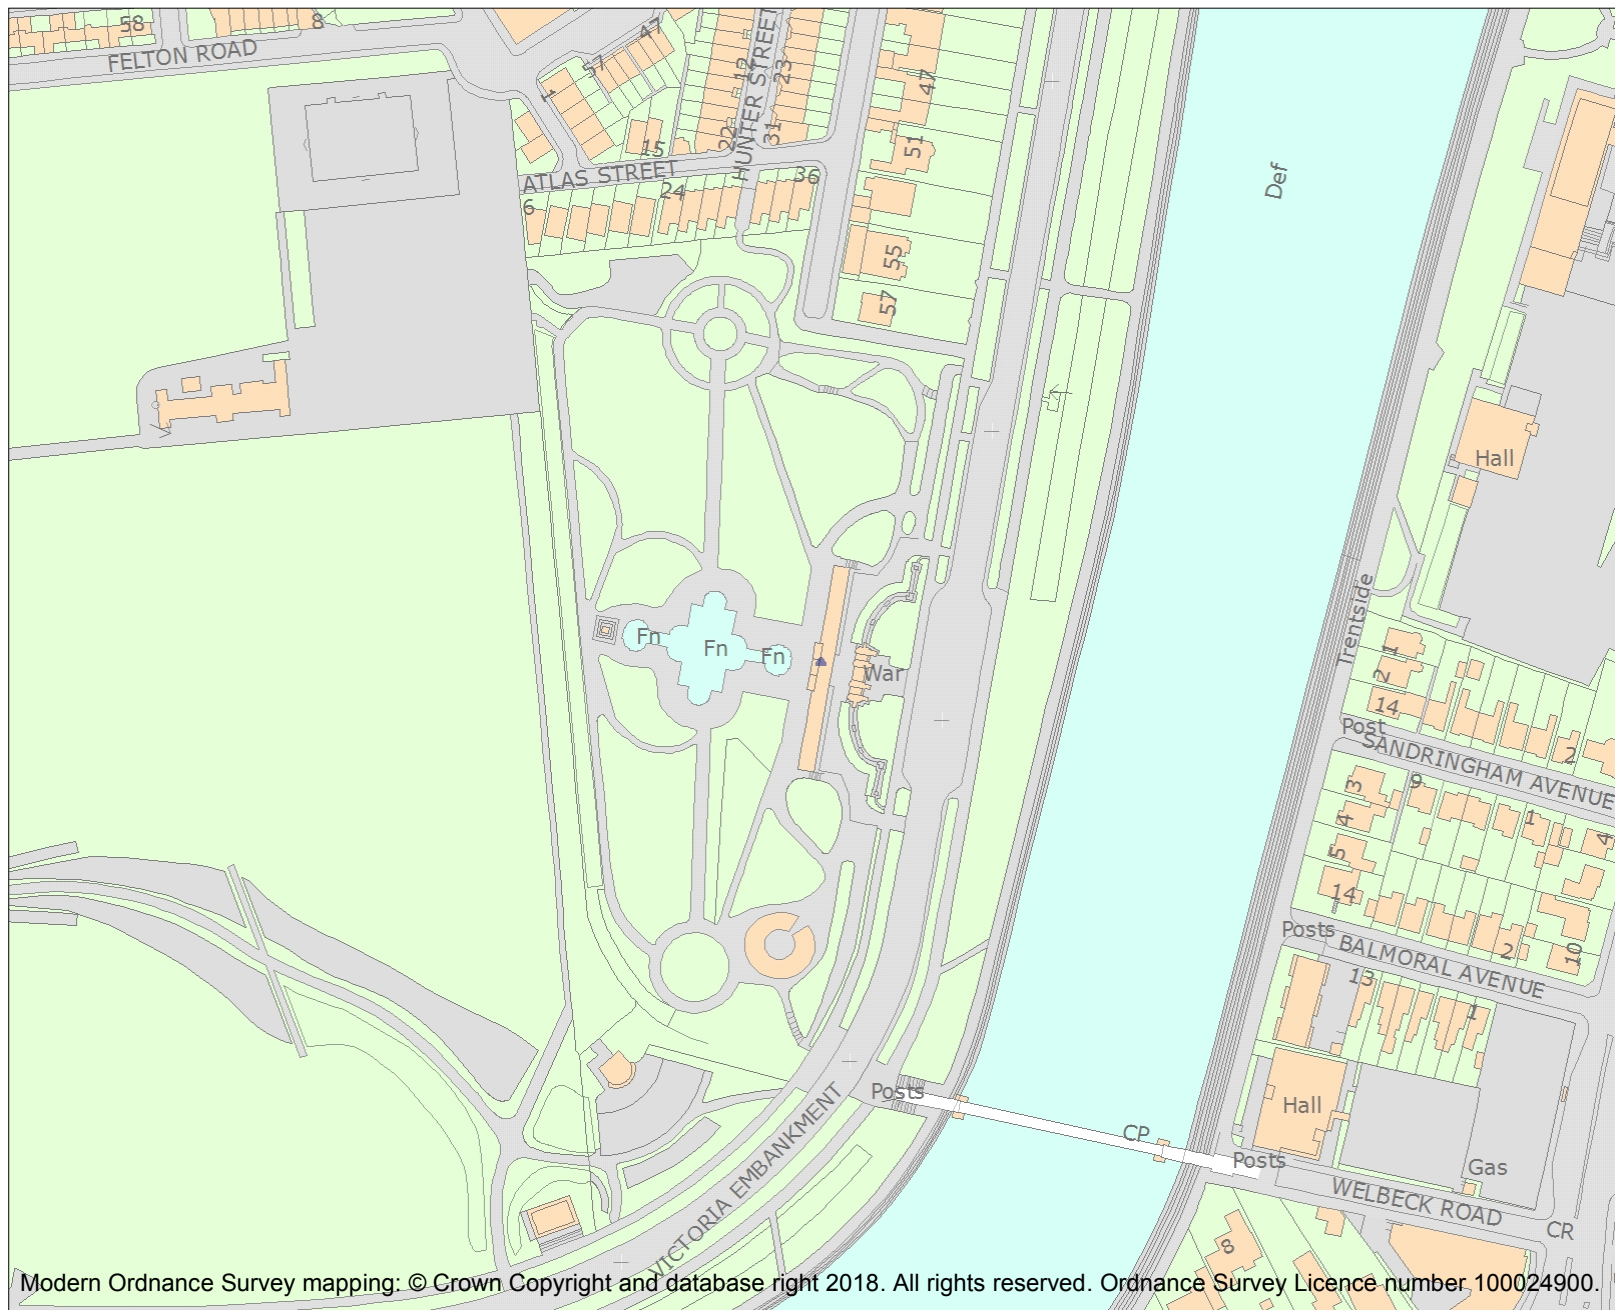 58
8
FELTON ROAD
47
57
1
12
23
HUNTER STREET
22
31
15
47
51
ATLAS STREET
24
36
6
55
57
Def
Hall
Trentside
Fn
Fn
Fn
War
1
2
14
Post
SANDRINGHAM AVENUE
2
3
9
4
1
4
5
14
Posts
BALMORAL AVENUE
2
10
13
1
Posts
CP
Hall
Posts
Gas
WELBECK ROAD
CR
VICTORIA EMBANKMENT
8
Modern Ordnance Survey mapping: © Crown Copyright and database right 2018. All rights reserved. Ordnance Survey Licence number 100024900.